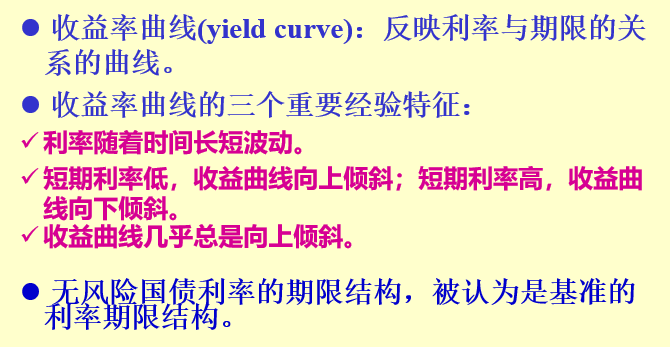 ● 收益率曲线(yield curve)：反映利率与期限的关
系的曲线。
● 收益率曲线的三个重要经验特征：
✓利率随着时间长短波动。
✓短期利率低，收益曲线向上倾斜；短期利率高，收益曲
线向下倾斜。
✓收益曲线几乎总是向上倾斜。
● 无风险国债利率的期限结构，被认为是基准的
利率期限结构。